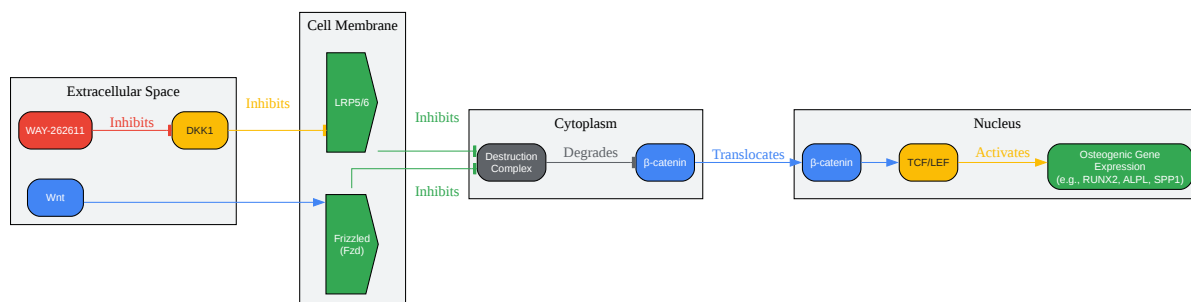 Cell Membrane
Extracellular Space
WAY-262611
Inhibits
DKK1
Inhibits
Wnt
LRP5/6
Frizzled
(Fzd)
Inhibits
Inhibits
Cytoplasm
Destruction
Complex
Degrades
β-catenin
Translocates
Nucleus
β-catenin
TCF/LEF
Activates
Osteogenic Gene
Expression
(e.g., RUNX2, ALPL, SPP1)